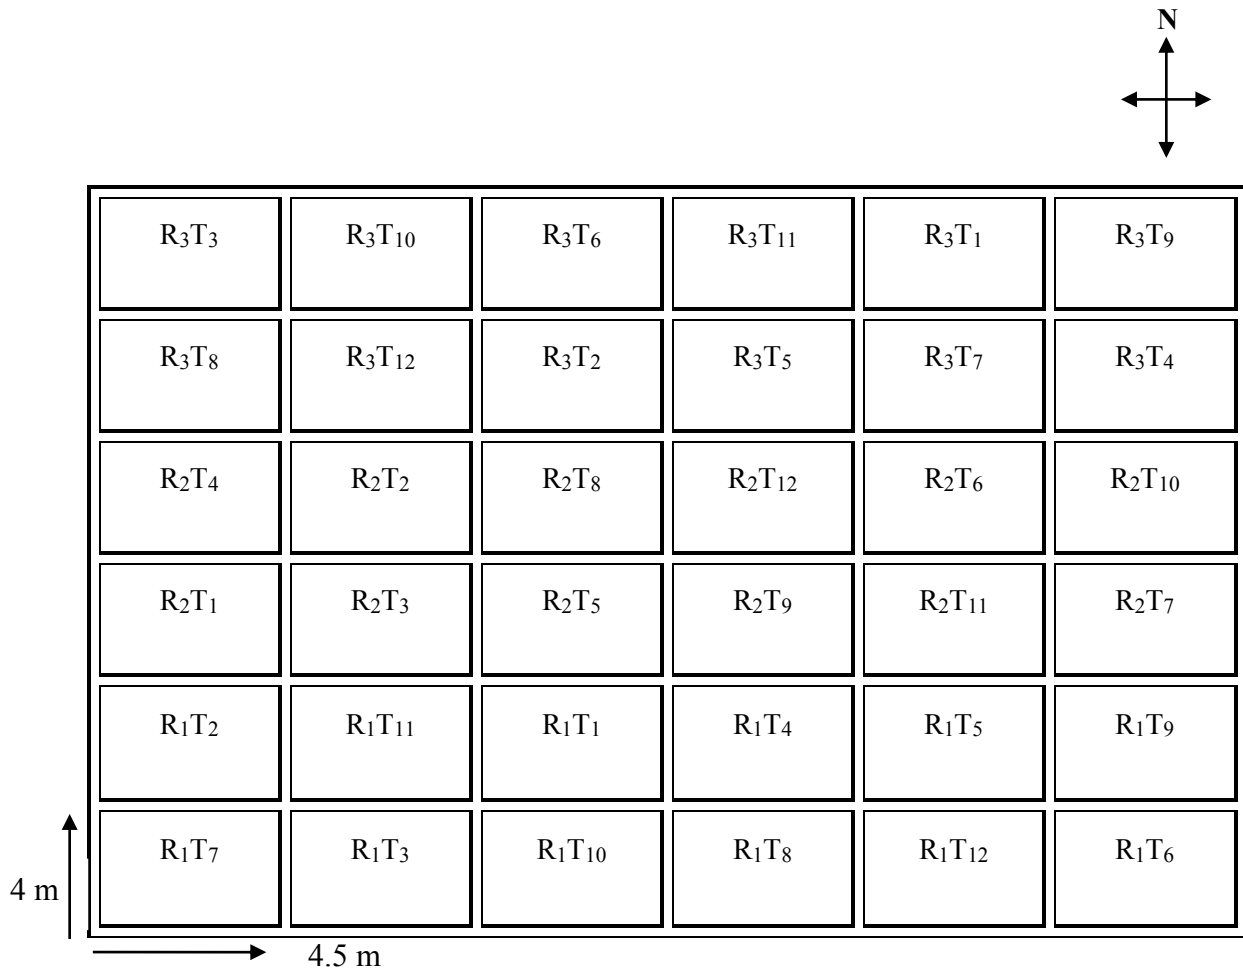 N
R₃T₃ R₃T₁₀ R₃T₆ R₃T₁₁ R₃T₁ R₃T₉
R₃T₈ R₃T₁₂ R₃T₂ R₃T₅ R₃T₇ R₃T₄
R₂T₄ R₂T₂ R₂T₈ R₂T₁₂ R₂T₆ R₂T₁₀
R₂T₁ R₂T₃ R₂T₅ R₂T₉ R₂T₁₁ R₂T₇
R₁T₂ R₁T₁₁ R₁T₁ R₁T₄ R₁T₅ R₁T₉
R₁T₇ R₁T₃ R₁T₁₀ R₁T₈ R₁T₁₂ R₁T₆
4 m
4.5 m